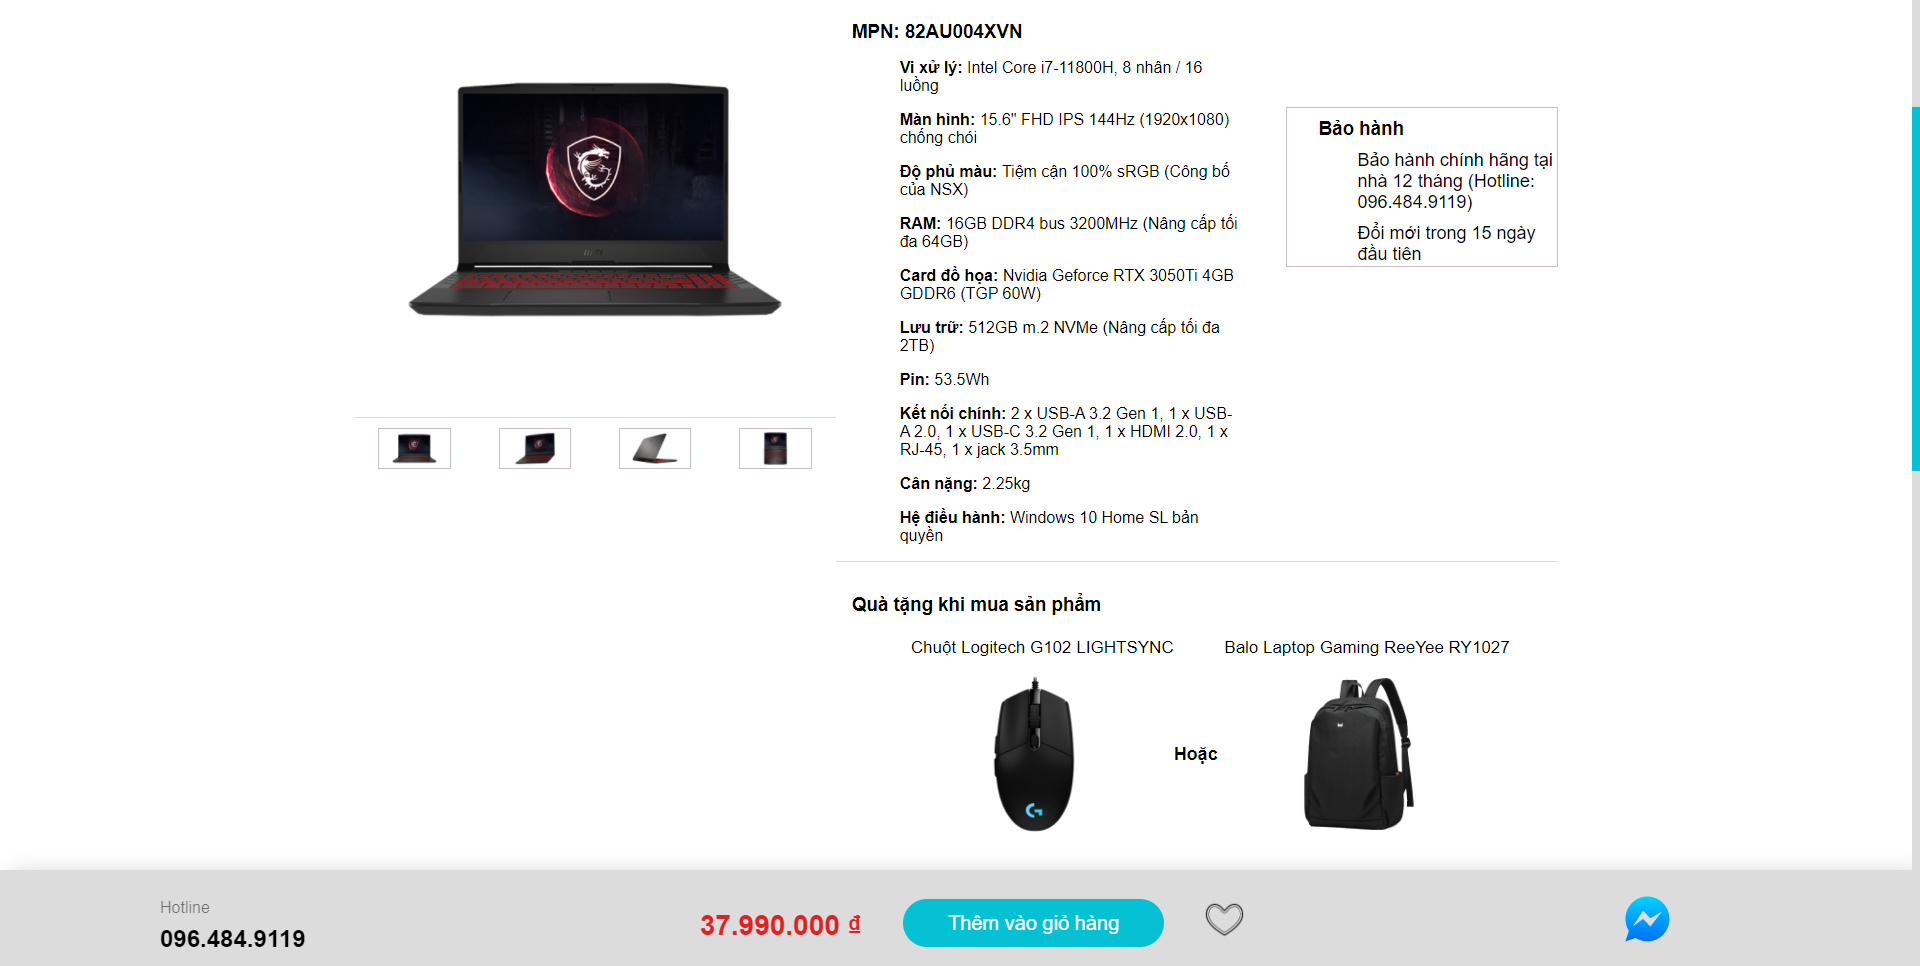 MPN: 82AU004XVN
Vi xử lý: Intel Core i7-11800H, 8 nhân / 16
luồng
Màn hình: 15.6" FHD IPS 144Hz (1920x1080)
chống chói
Độ phủ màu: Tiệm cận 100% sRGB (Công bố
của NSX)
RAM: 16GB DDR4 bus 3200MHz (Nâng cấp tối
đa 64GB)
Card đồ họa: Nvidia Geforce RTX 3050Ti 4GB
GDDR6 (TGP 60W)
Lưu trữ: 512GB m.2 NVMe (Nâng cấp tối đa
2TB)
Pin: 53.5Wh
Kết nối chính: 2 x USB-A 3.2 Gen 1, 1 x USB-
A 2.0, 1 x USB-C 3.2 Gen 1, 1 x HDMI 2.0, 1 x
RJ-45, 1 x jack 3.5mm
Cân nặng: 2.25kg
Hệ điều hành: Windows 10 Home SL bản
quyền
Bảo hành
Bảo hành chính hãng tại
nhà 12 tháng (Hotline:
096.484.9119)
Đổi mới trong 15 ngày
đầu tiên
Quà tặng khi mua sản phẩm
Chuột Logitech G102 LIGHTSYNC
Balo Laptop Gaming ReeYee RY1027
Hoặc
Hotline
096.484.9119
37.990.000 ₫
Thêm vào giỏ hàng